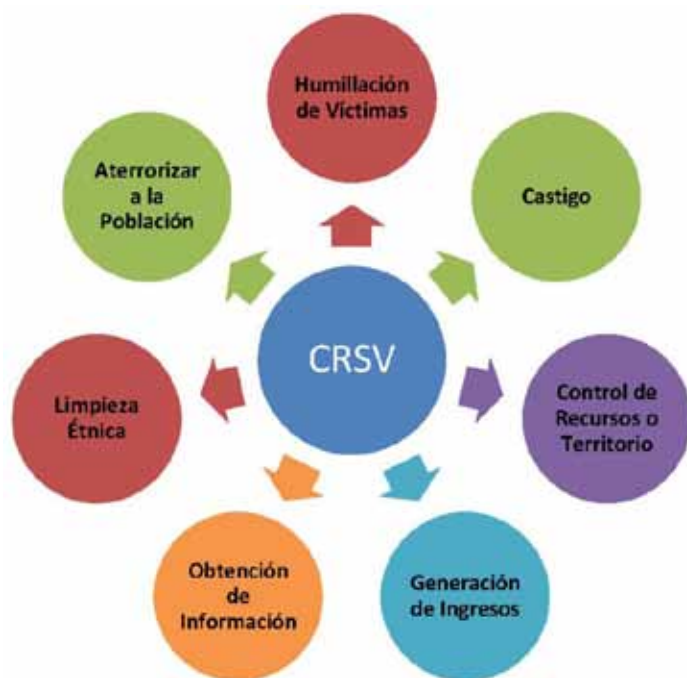 Humillación
de Víctimas
Aterrorizar
a la
Población
Castigo
CRSV
Limpieza
Étnica
Control de
Recursos o
Territorio
Obtención
de
Información
Generación
de Ingresos